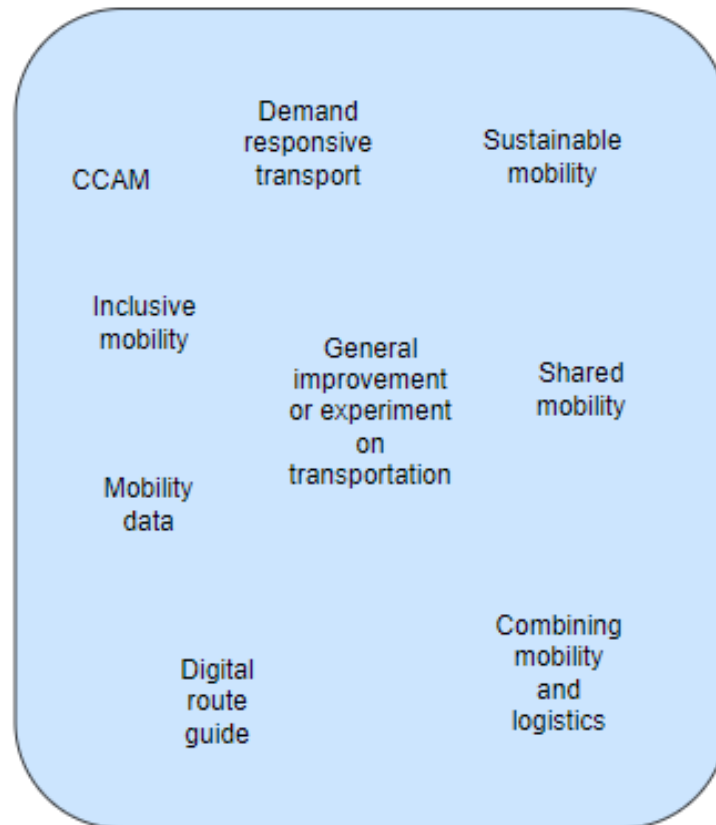 Demand
responsive
transport
Sustainable
mobility
CCAM
Inclusive
mobility
General
improvement
or experiment
on
transportation
Shared
mobility
Mobility
data
Combining
mobility
and
logistics
Digital
route
guide